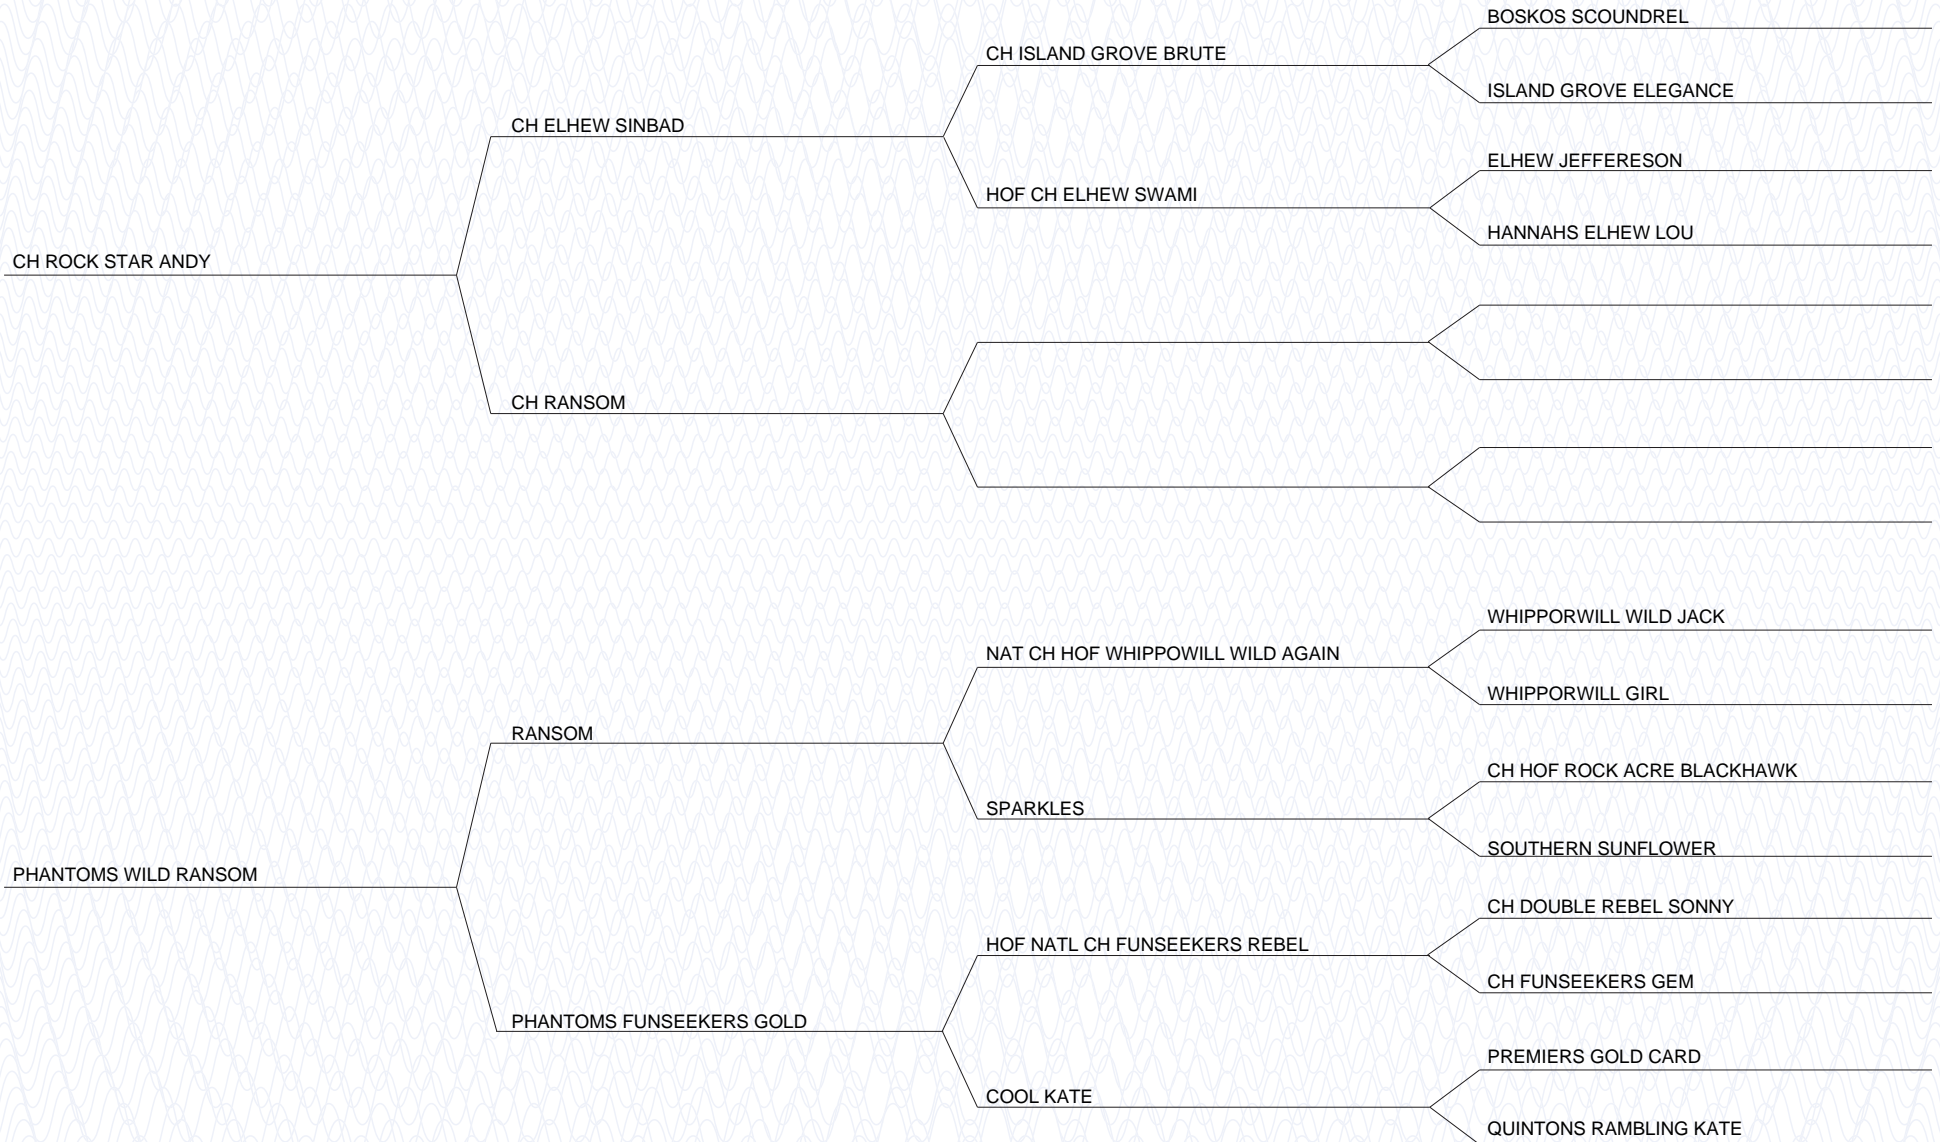 BOSKOS SCOUNDREL
CH ISLAND GROVE BRUTE
ISLAND GROVE ELEGANCE
CH ELHEW SINBAD
ELHEW JEFFERESON
HOF CH ELHEW SWAMI
HANNAHS ELHEW LOU
CH ROCK STAR ANDY
CH RANSOM
WHIPPORWILL WILD JACK
NAT CH HOF WHIPPOWILL WILD AGAIN
WHIPPORWILL GIRL
RANSOM
CH HOF ROCK ACRE BLACKHAWK
SPARKLES
SOUTHERN SUNFLOWER
PHANTOMS WILD RANSOM
CH DOUBLE REBEL SONNY
HOF NATL CH FUNSEEKERS REBEL
CH FUNSEEKERS GEM
PHANTOMS FUNSEEKERS GOLD
PREMIERS GOLD CARD
COOL KATE
QUINTONS RAMBLING KATE